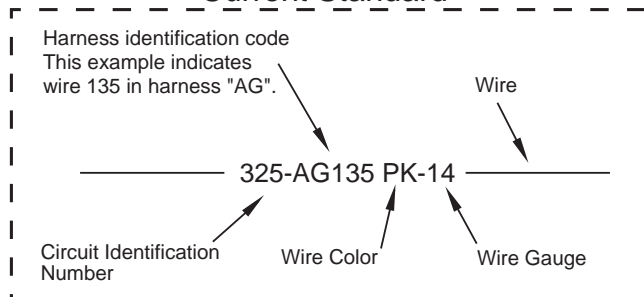 Current Standard
Harness identification code
This example indicates
wire 135 in harness "AG".
Wire
325-AG135 PK-14
Circuit Identification
Number
Wire Color
Wire Gauge